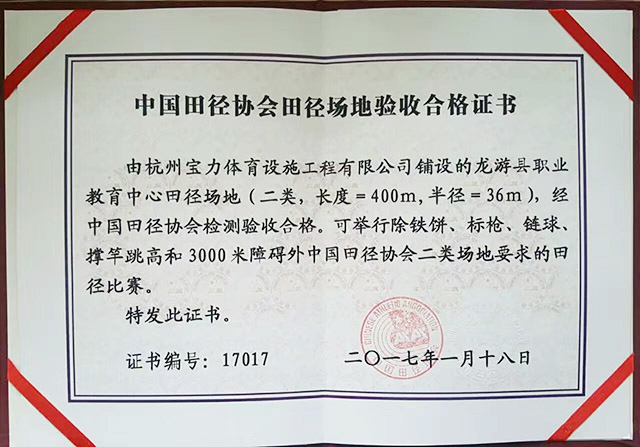 中国田径协会田径场地验收合格证书
由杭州宝力体育设施工程有限公司铺设的龙游县职业
教育中心田径场地（二类，长度=400m,半径=36m），经
中国田径协会检测验收合格。可举行除铁饼、标枪、链球、
撑竿跳高和3000米障碍外中国田径协会二类场地要求的田
径比赛。
特发此证书。
证书编号：17017
二〇一七年一月十八日